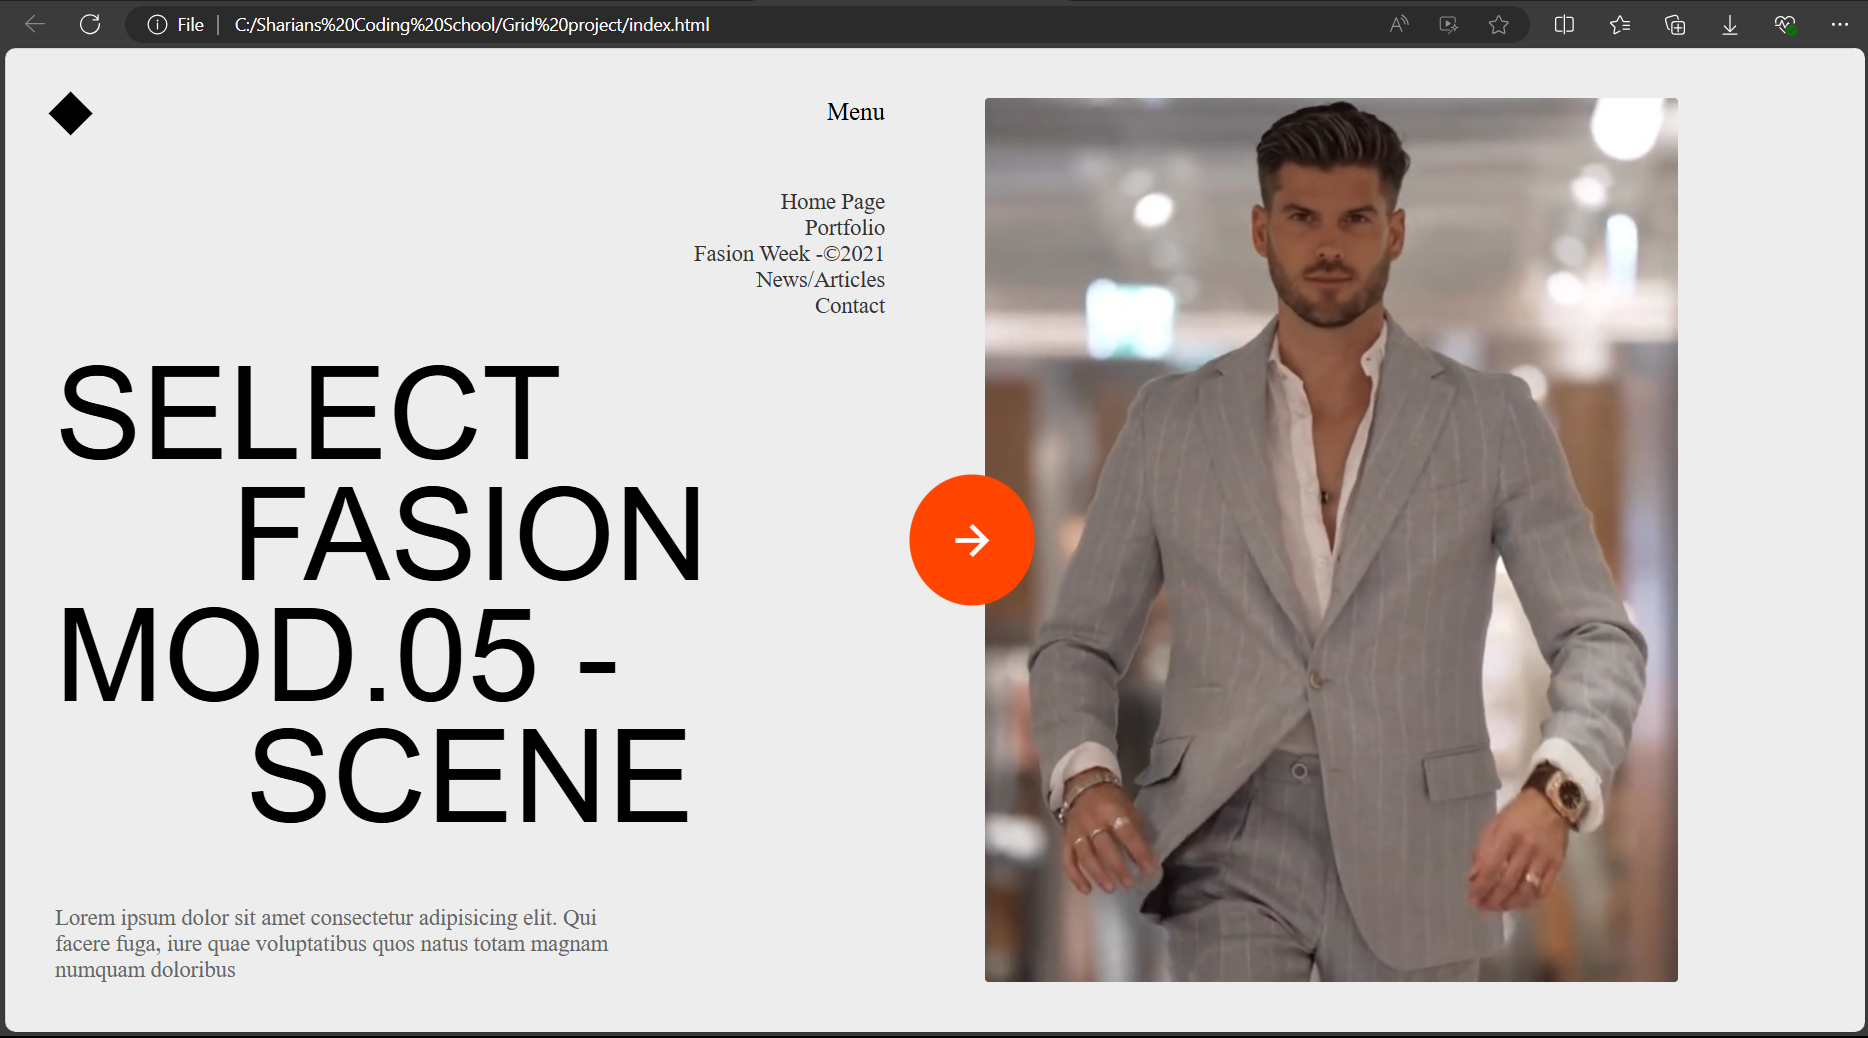 File
C:/Sharians%20Coding%20School/Grid%20project/index.html
Menu
Home Page
Portfolio
Fasion Week -©2021
News/Articles
Contact
SELECT
FASION
MOD.05 -
SCENE
Lorem ipsum dolor sit amet consectetur adipisicing elit. Qui
facere fuga, iure quae voluptatibus quos natus totam magnam
numquam doloribus